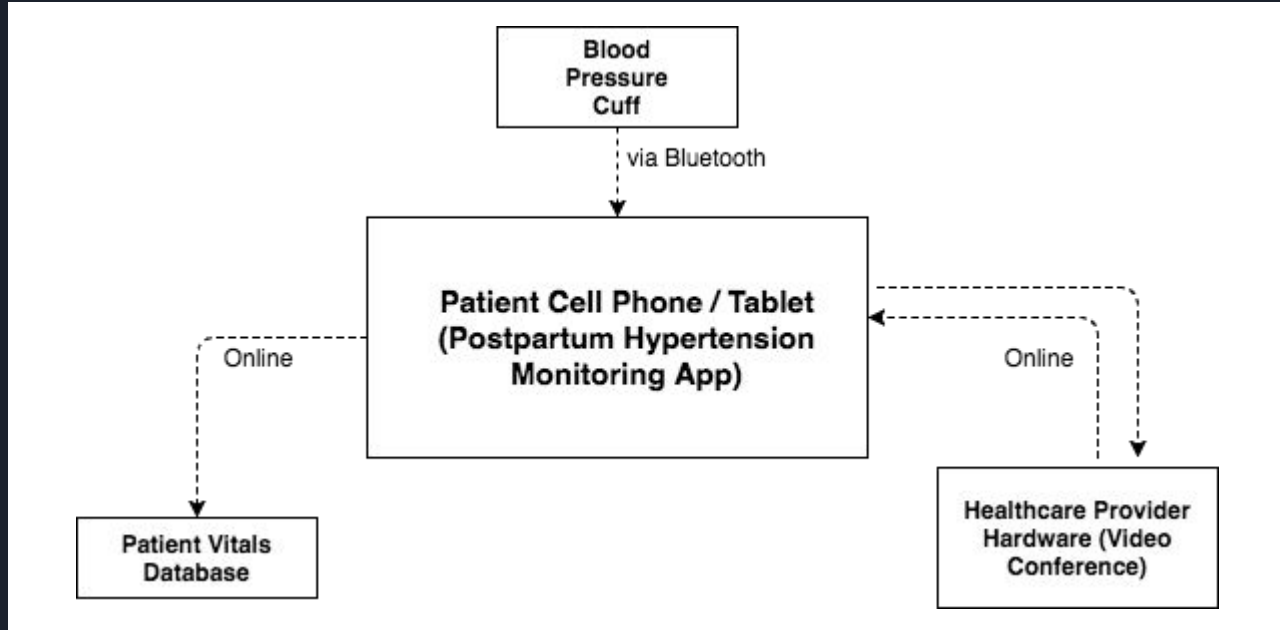 Blood
Pressure
Cuff
via Bluetooth
Patient Cell Phone / Tablet
(Postpartum Hypertension
Monitoring App)
Online
Online
Patient Vitals
Database
Healthcare Provider
Hardware (Video
Conference)